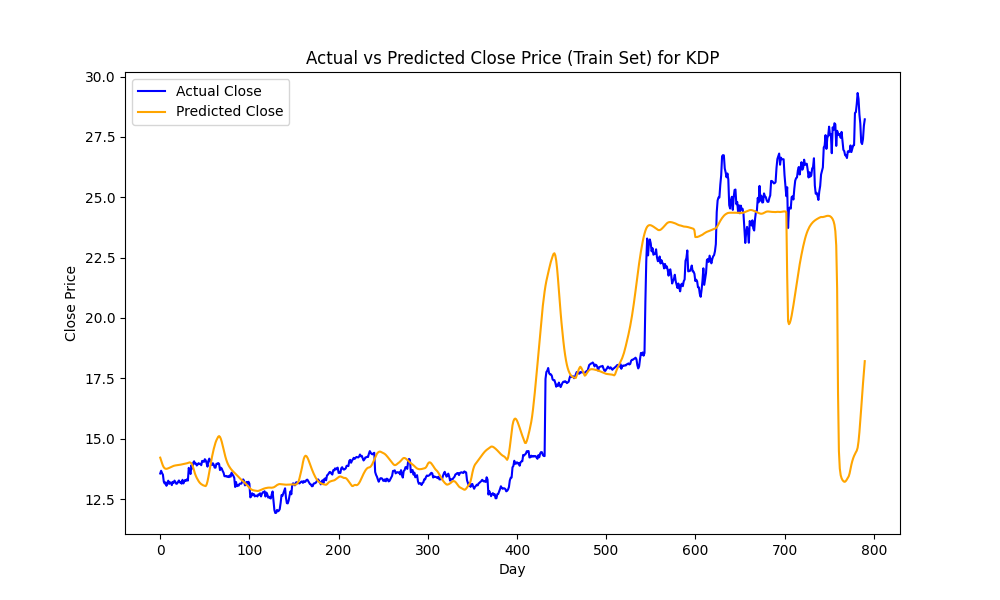 Actual vs Predicted Close Price (Train Set) for KDP
Actual Close
Predicted Close
30.0
27.5
25.0
22.5
20.0
17.5
15.0
12.5
Close Price
0 100 200 300 400 500 600 700 800
Day